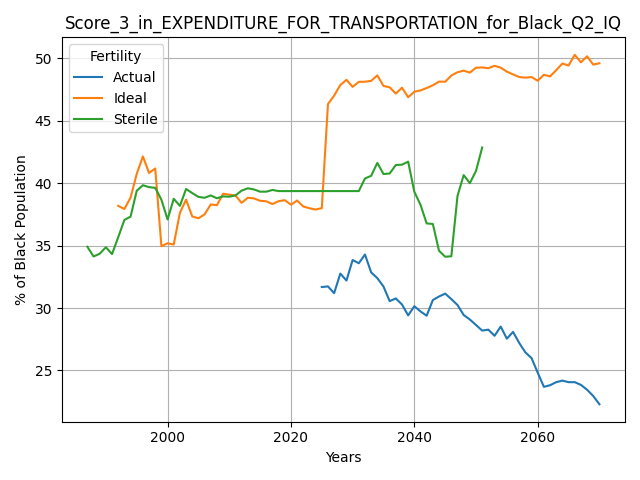 Score_3_in_EXPENDITURE_FOR_TRANSPORTATION_for_Black_Q2_IQ
Fertility
Actual
Ideal
Sterile
% of Black Population
50
45
40
35
30
25
2000
2020
2040
2060
Years